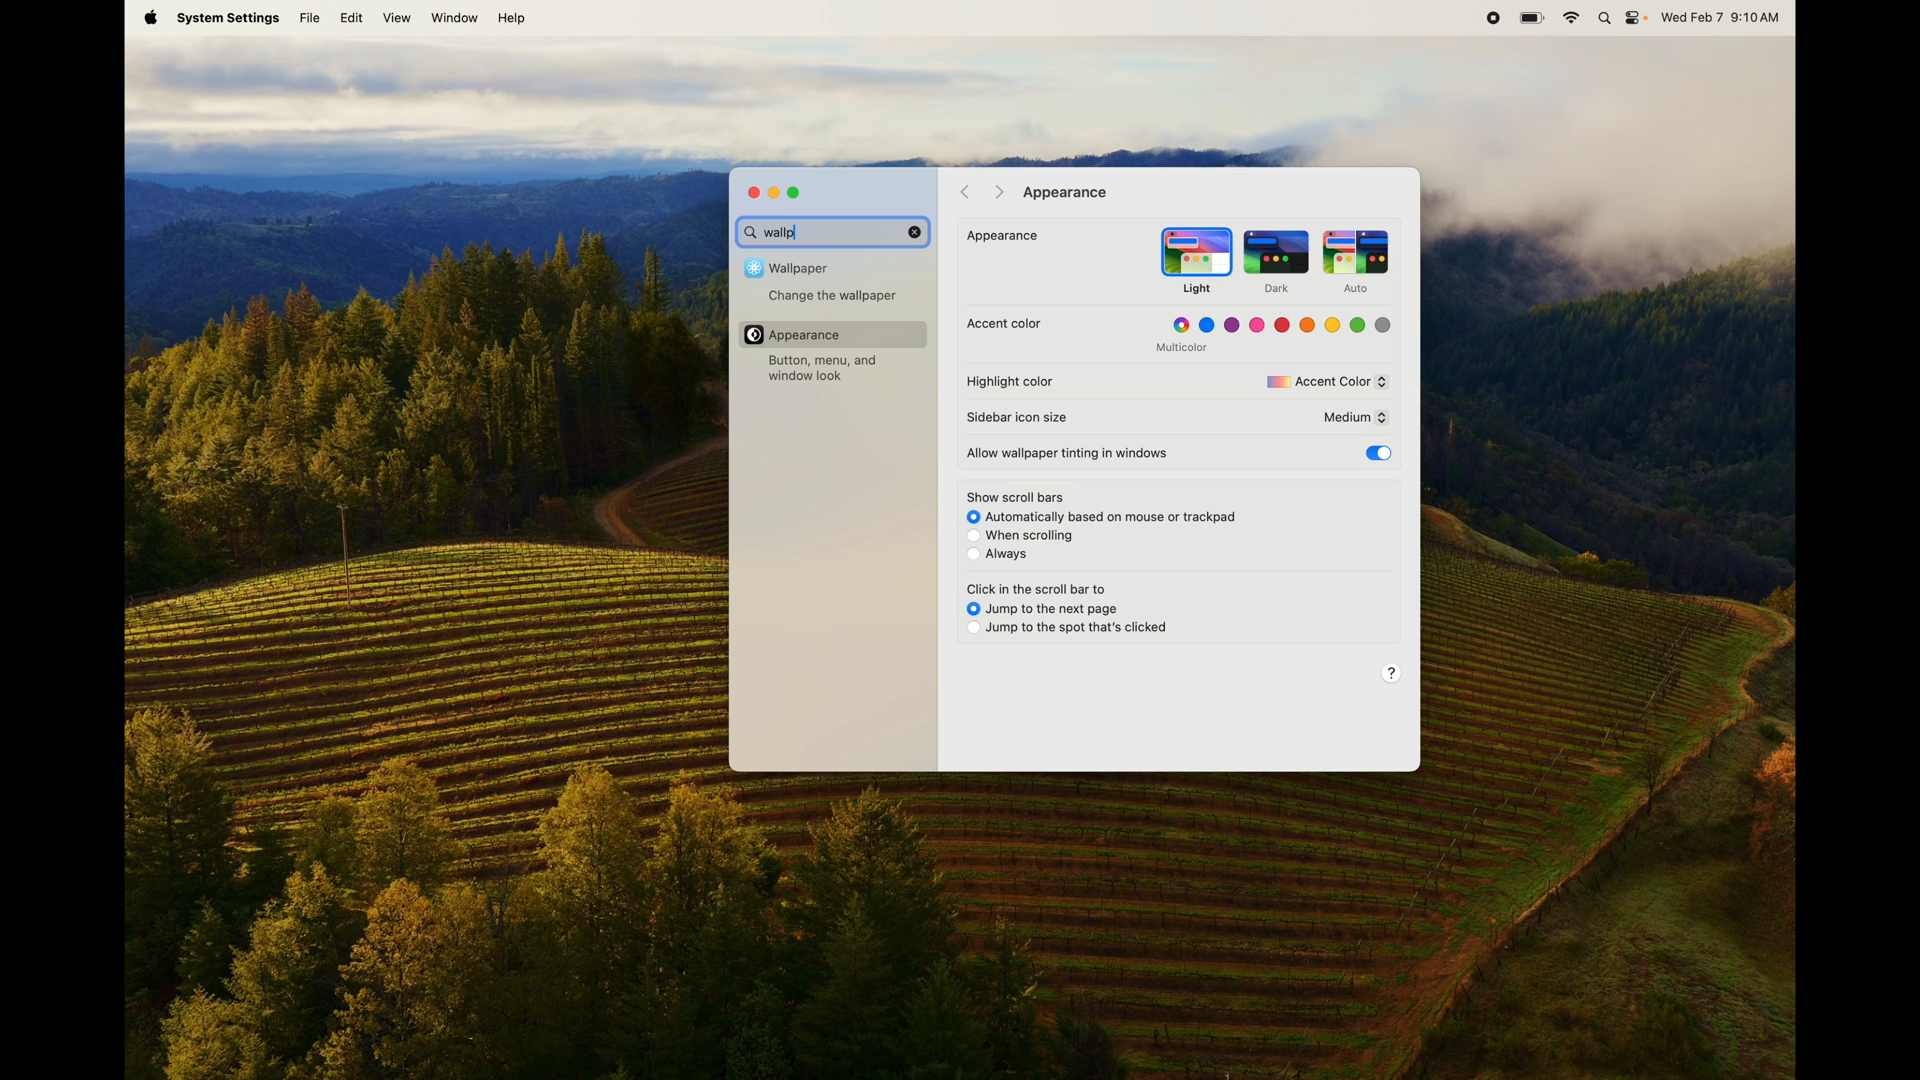 System Settings File Edit View Window Help Wed Feb 7 9:10 AM
wallp
Wallpaper
Change the wallpaper
Appearance
Button, menu, and
window look
Appearance
Appearance
Light Dark Auto
Accent color
Multicolor
Highlight color Accent Color
Sidebar icon size Medium
Allow wallpaper tinting in windows
Show scroll bars
Automatically based on mouse or trackpad
When scrolling
Always
Click in the scroll bar to
Jump to the next page
Jump to the spot that's clicked
?